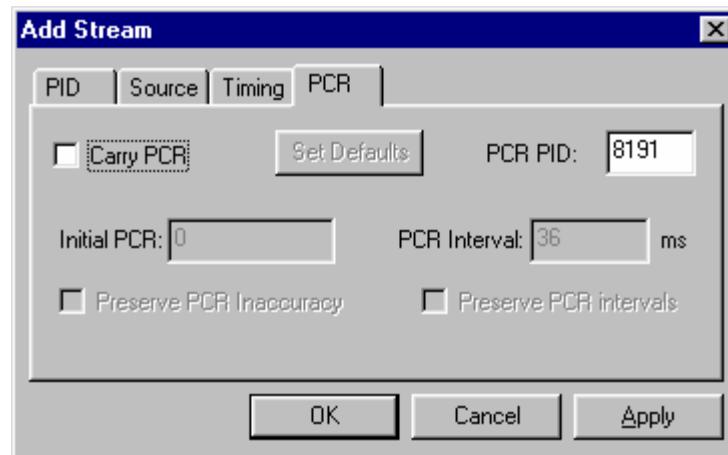 Add Stream
PID Source Timing PCR
Carry PCR Set Defaults PCR PID: 8191
Initial PCR: 0 PCR Interval: 36 ms
Preserve PCR Inaccuracy Preserve PCR intervals
OK Cancel Apply